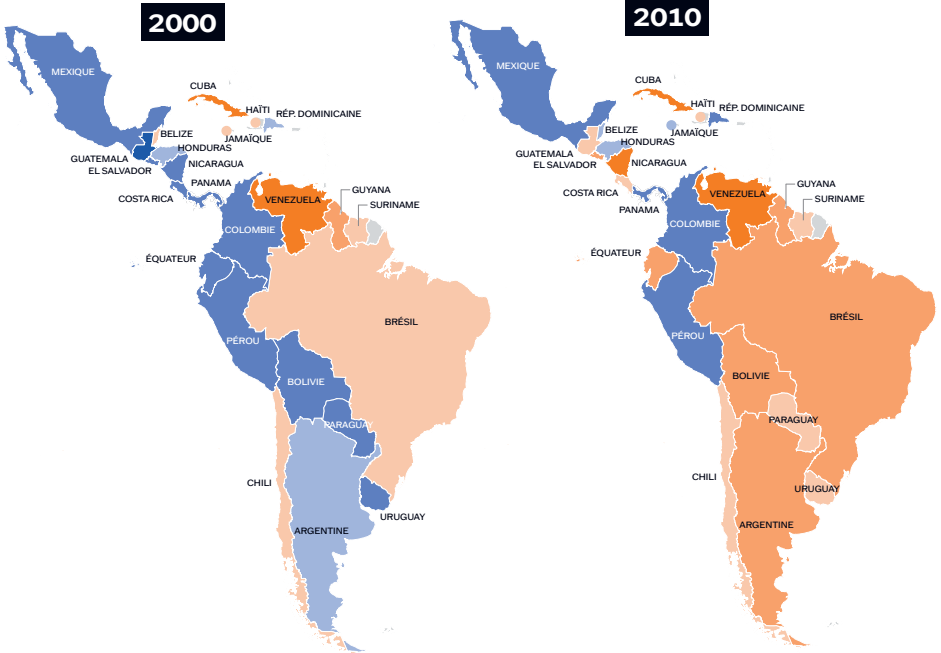 2000
MEXIQUE
CUBA
HAÏTI
RÉP. DOMINICAINE
BELIZE
JAMAÏQUE
HONDURAS
GUATEMALA
NICARAGUA
EL SALVADOR
PANAMA
COSTA RICA
VENEZUELA
GUYANA
SURINAME
COLOMBIE
ÉQUATEUR
BRÉSIL
PÉROU
BOLIVIE
PARAGUAY
CHILI
URUGUAY
ARGENTINE
2010
MEXIQUE
CUBA
HAÏTI
RÉP. DOMINICAINE
BELIZE
JAMAÏQUE
HONDURAS
GUATEMALA
EL SALVADOR
NICARAGUA
COSTA RICA
PANAMA
VENEZUELA
GUYANA
SURINAME
COLOMBIE
ÉQUATEUR
BRÉSIL
PÉROU
BOLIVIE
PARAGUAY
CHILI
URUGUAY
ARGENTINE